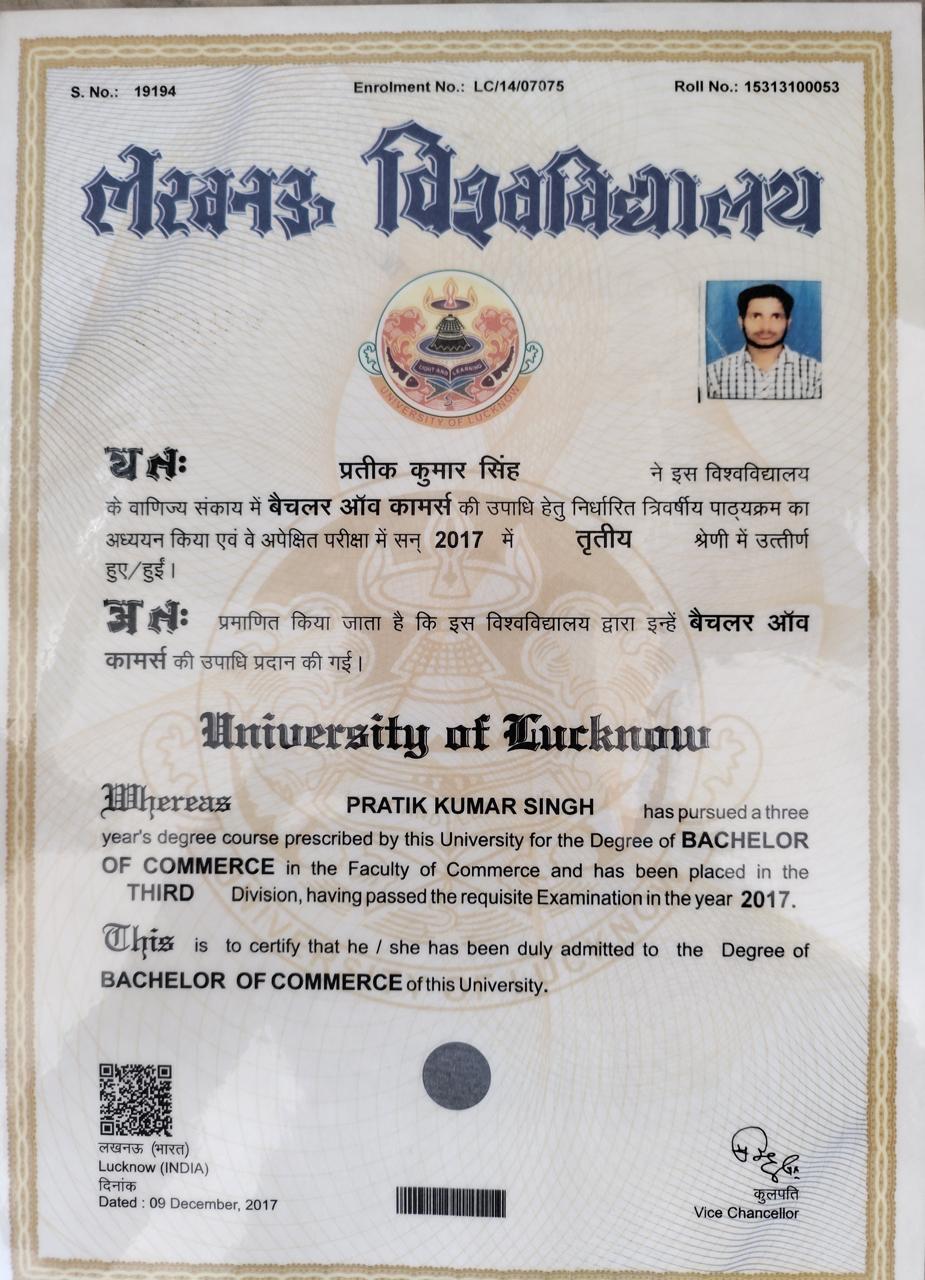 S. No.: 19194 Enrolment No.: LC/14/07075 Roll No.: 15313100053
लखनऊ विश्वविद्यालय
LIGHT AND LEARNING
UNIVERSITY OF LUCKNOW
यतः प्रतीक कुमार सिंह ने इस विश्वविद्यालय
के वाणिज्य संकाय में बैचलर ऑव कामर्स की उपाधि हेतु निर्धारित त्रिवर्षीय पाठ्यक्रम का
अध्ययन किया एवं वे अपेक्षित परीक्षा में सन् 2017 में तृतीय श्रेणी में उत्तीर्ण
हुए/हुईं।
अतः प्रमाणित किया जाता है कि इस विश्वविद्यालय द्वारा इन्हें बैचलर ऑव
कामर्स की उपाधि प्रदान की गई।
University of Lucknow
Whereas PRATIK KUMAR SINGH has pursued a three
year's degree course prescribed by this University for the Degree of BACHELOR
OF COMMERCE in the Faculty of Commerce and has been placed in the
THIRD Division, having passed the requisite Examination in the year 2017.
This is to certify that he / she has been duly admitted to the Degree of
BACHELOR OF COMMERCE of this University.
लखनऊ (भारत)
Lucknow (INDIA)
दिनांक
Dated : 09 December, 2017
कुलपति
Vice Chancellor